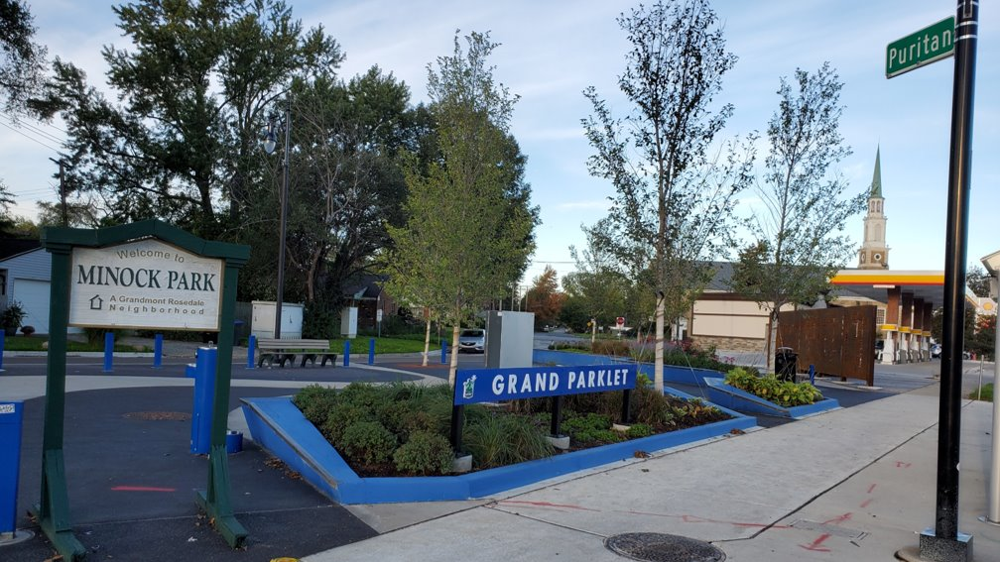 Welcome to
MINOCK PARK
A Grandmont Rosedale
Neighborhood
GRAND PARKLET
Puritan